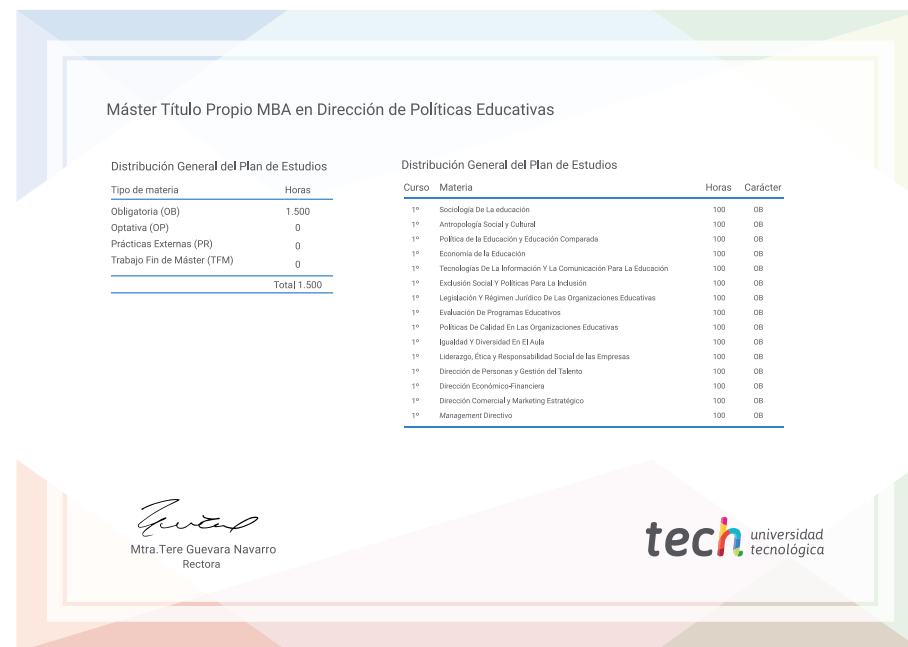 Máster Título Propio MBA en Dirección de Políticas Educativas
Distribución General del Plan de Estudios
Tipo de materia Horas
Obligatoria (OB) 1.500
Optativa (OP) 0
Prácticas Externas (PR) 0
Trabajo Fin de Máster (TFM) 0
Total 1.500
Distribución General del Plan de Estudios
Curso Materia Horas Carácter
1º Sociología De La educación 100 OB
1º Antropología Social y Cultural 100 OB
1º Política de la Educación y Educación Comparada 100 OB
1º Economía de la Educación 100 OB
1º Tecnologías De La Información Y La Comunicación Para La Educación 100 OB
1º Exclusión Social Y Políticas Para La Inclusión 100 OB
1º Legislación Y Régimen Jurídico De Las Organizaciones Educativas 100 OB
1º Evaluación De Programas Educativos 100 OB
1º Políticas De Calidad En Las Organizaciones Educativas 100 OB
1º Igualdad Y Diversidad En El Aula 100 OB
1º Liderazgo, Ética y Responsabilidad Social de las Empresas 100 OB
1º Dirección de Personas y Gestión del Talento 100 OB
1º Dirección Económico-Financiera 100 OB
1º Dirección Comercial y Marketing Estratégico 100 OB
1º Management Directivo 100 OB
Mtra.Tere Guevara Navarro
Rectora
tech universidad
tecnológica